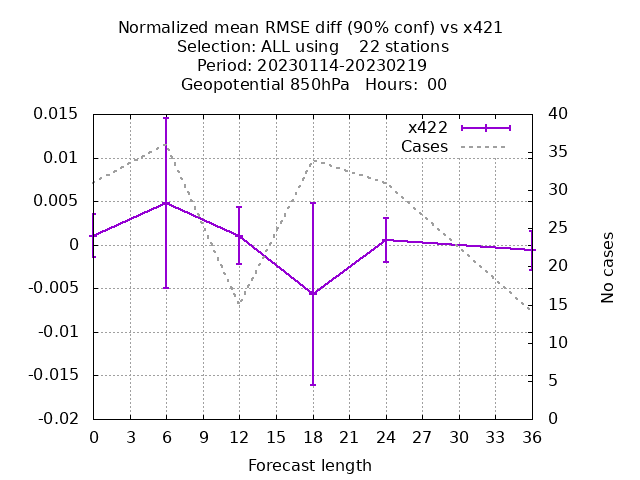 Normalized mean RMSE diff (90% conf) vs x421
Selection: ALL using    22 stations
Period: 20230114-20230219
Geopotential 850hPa   Hours:  00
x422
Cases
0.015
0.01
0.005
0
-0.005
-0.01
-0.015
-0.02
40
35
30
25
20
15
10
5
0
No cases
0 3 6 9 12 15 18 21 24 27 30 33 36
Forecast length